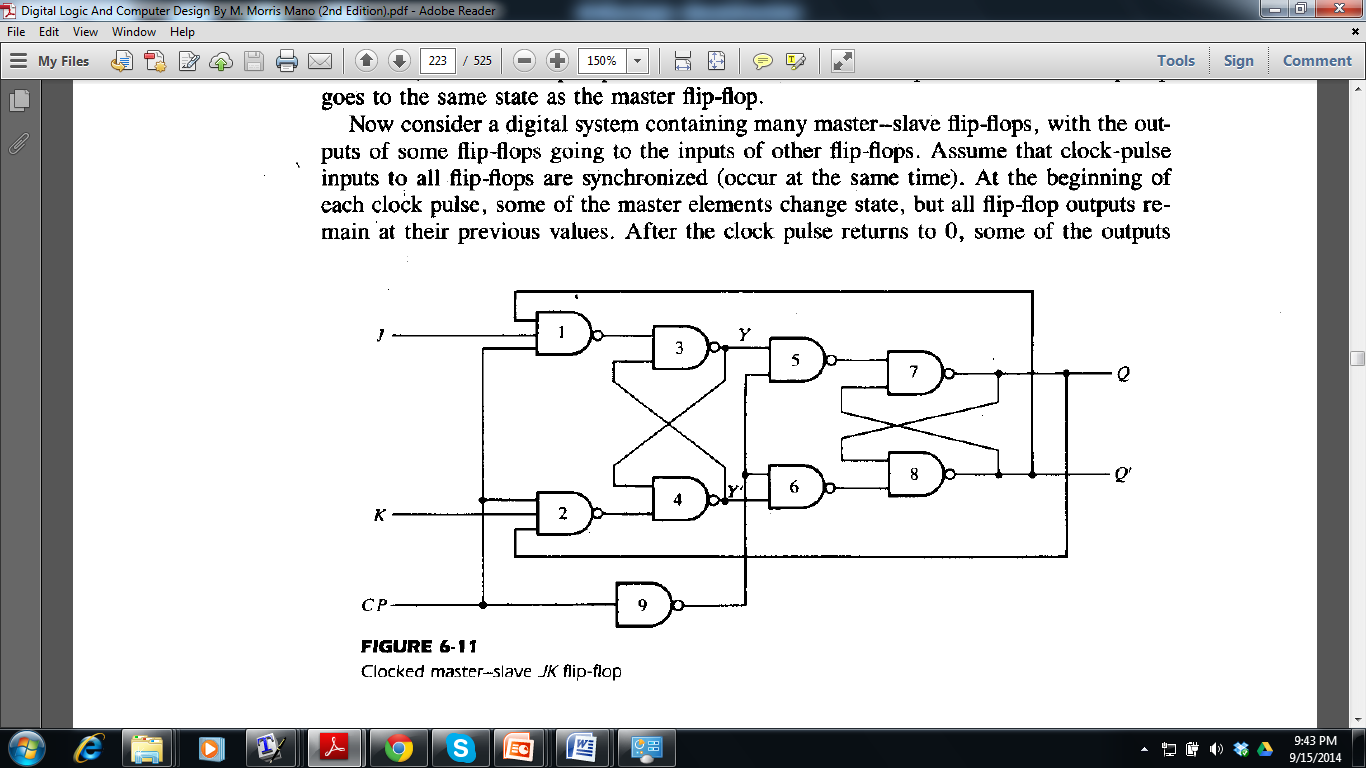 Digital Logic And Computer Design By M. Morris Mano (2nd Edition).pdf - Adobe Reader
File Edit View Window Help
My Files 223 / 525 150% Tools Sign Comment
goes to the same state as the master flip-flop.
Now consider a digital system containing many master–slave flip-flops, with the out-
puts of some flip-flops going to the inputs of other flip-flops. Assume that clock-pulse
inputs to all flip-flops are synchronized (occur at the same time). At the beginning of
each clock pulse, some of the master elements change state, but all flip-flop outputs re-
main at their previous values. After the clock pulse returns to 0, some of the outputs
J 1 3 Y 5 7 Q
K 2 4 Y' 6 8 Q'
CP 9
FIGURE 6-11
Clocked master–slave JK flip-flop
9:43 PM
9/15/2014